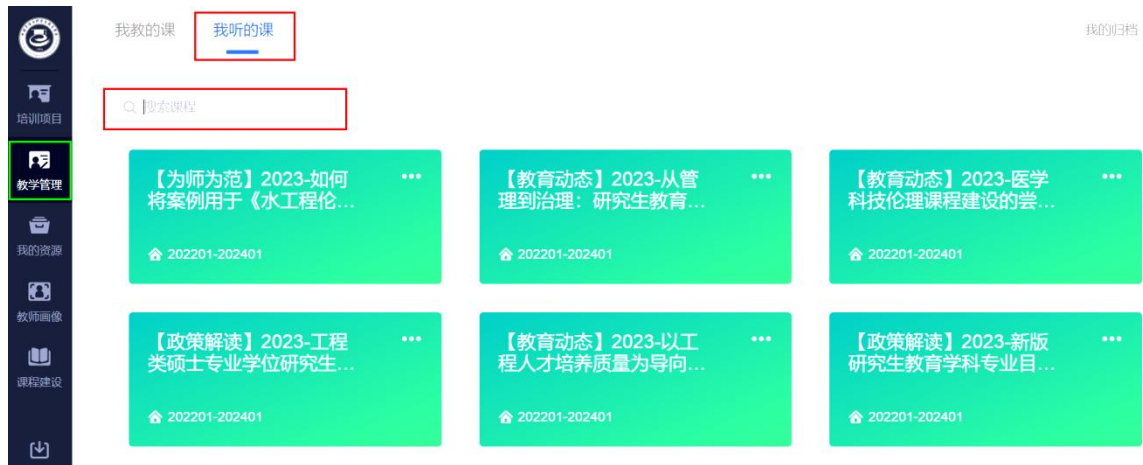 我教的课
我听的课
我的归档
搜索课程
培训项目
教学管理
我的资源
教师画像
课程建设
【为师为范】2023-如何
将案例用于《水工程伦...
202201-202401
【教育动态】2023-从管
理到治理：研究生教育...
202201-202401
【教育动态】2023-医学
科技伦理课程建设的尝...
202201-202401
【政策解读】2023-工程
类硕士专业学位研究生...
202201-202401
【教育动态】2023-以工
程人才培养质量为导向...
202201-202401
【政策解读】2023-新版
研究生教育学科专业目...
202201-202401